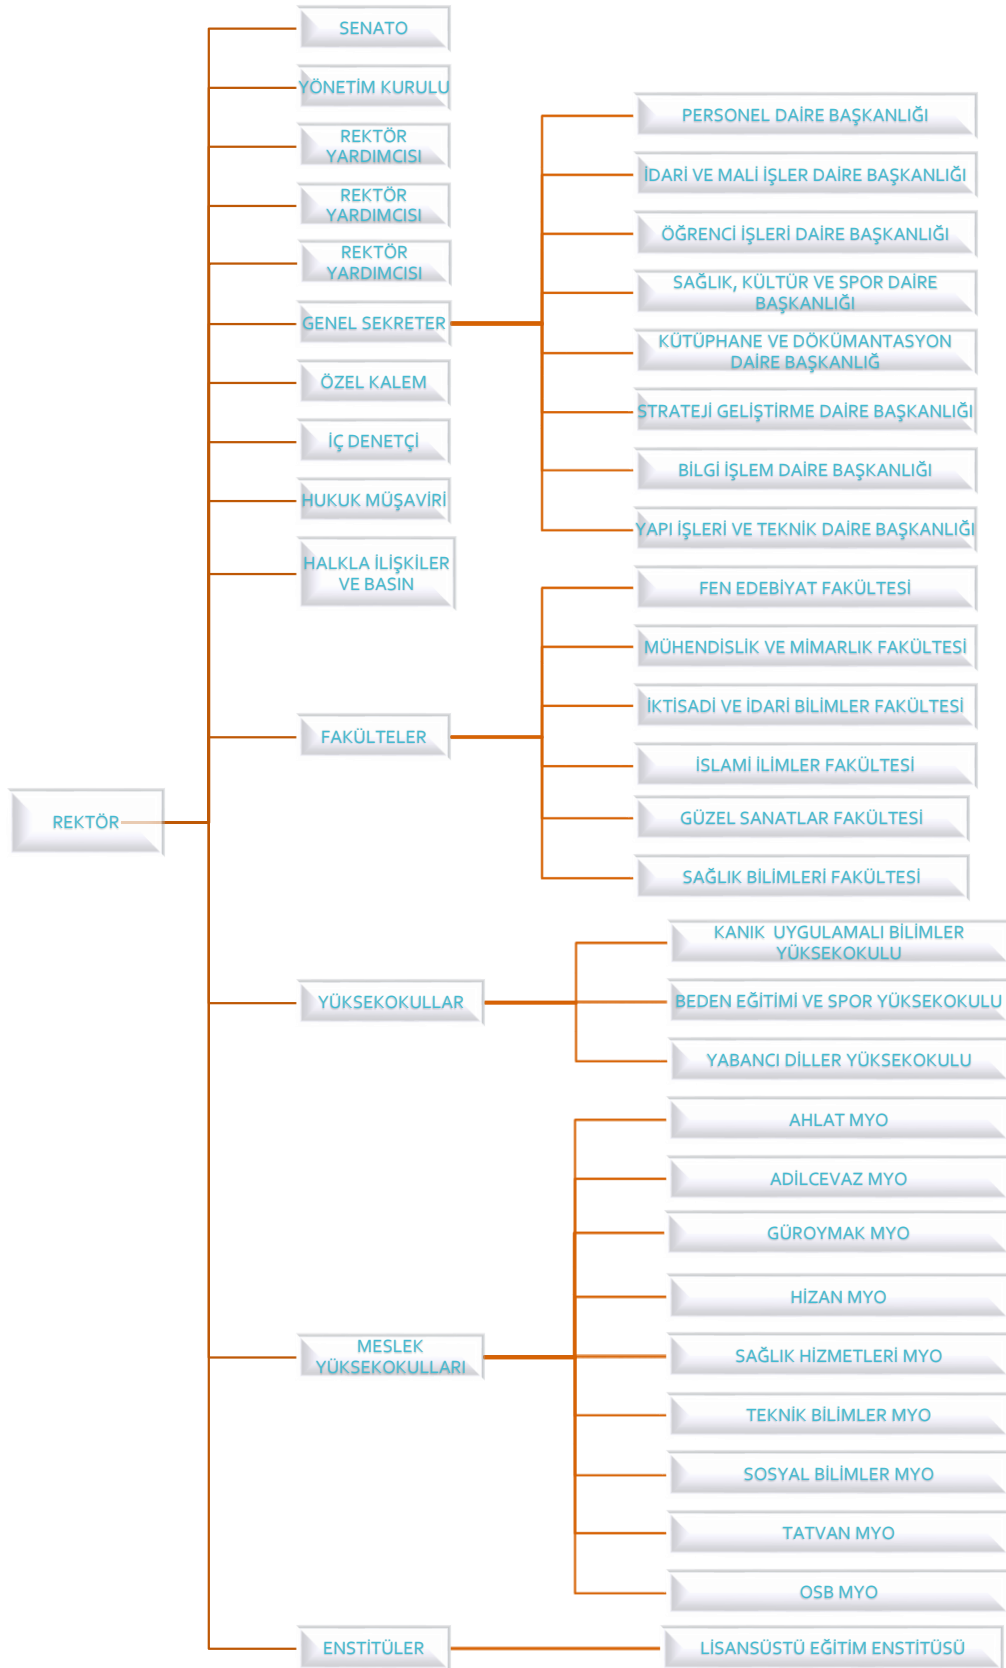 SENATO
YÖNETİM KURULU
REKTÖR
YARDIMCISI
REKTÖR
YARDIMCISI
REKTÖR
YARDIMCISI
GENEL SEKRETER
ÖZEL KALEM
İÇ DENETÇİ
HUKUK MÜŞAVİRİ
HALKLA İLİŞKİLER
VE BASIN
FAKÜLTELER
REKTÖR
YÜKSEKOKULLAR
MESLEK
YÜKSEKOKULLARI
ENSTİTÜLER
PERSONEL DAİRE BAŞKANLIĞI
İDARİ VE MALİ İŞLER DAİRE BAŞKANLIĞI
ÖĞRENCİ İŞLERİ DAİRE BAŞKANLIĞI
SAĞLIK, KÜLTÜR VE SPOR DAİRE
BAŞKANLIĞI
KÜTÜPHANE VE DÖKÜMANTASYON
DAİRE BAŞKANLIĞ
STRATEJİ GELİŞTİRME DAİRE BAŞKANLIĞI
BİLGİ İŞLEM DAİRE BAŞKANLIĞI
YAPI İŞLERİ VE TEKNİK DAİRE BAŞKANLIĞI
FEN EDEBİYAT FAKÜLTESİ
MÜHENDİSLİK VE MİMARLIK FAKÜLTESİ
İKTİSADİ VE İDARİ BİLİMLER FAKÜLTESİ
İSLAMİ İLİMLER FAKÜLTESİ
GÜZEL SANATLAR FAKÜLTESİ
SAĞLIK BİLİMLERİ FAKÜLTESİ
KANIK  UYGULAMALI BİLİMLER
YÜKSEKOKULU
BEDEN EĞİTİMİ VE SPOR YÜKSEKOKULU
YABANCI DİLLER YÜKSEKOKULU
AHLAT MYO
ADİLCEVAZ MYO
GÜROYMAK MYO
HİZAN MYO
SAĞLIK HİZMETLERİ MYO
TEKNİK BİLİMLER MYO
SOSYAL BİLİMLER MYO
TATVAN MYO
OSB MYO
LİSANSÜSTÜ EĞİTİM ENSTİTÜSÜ